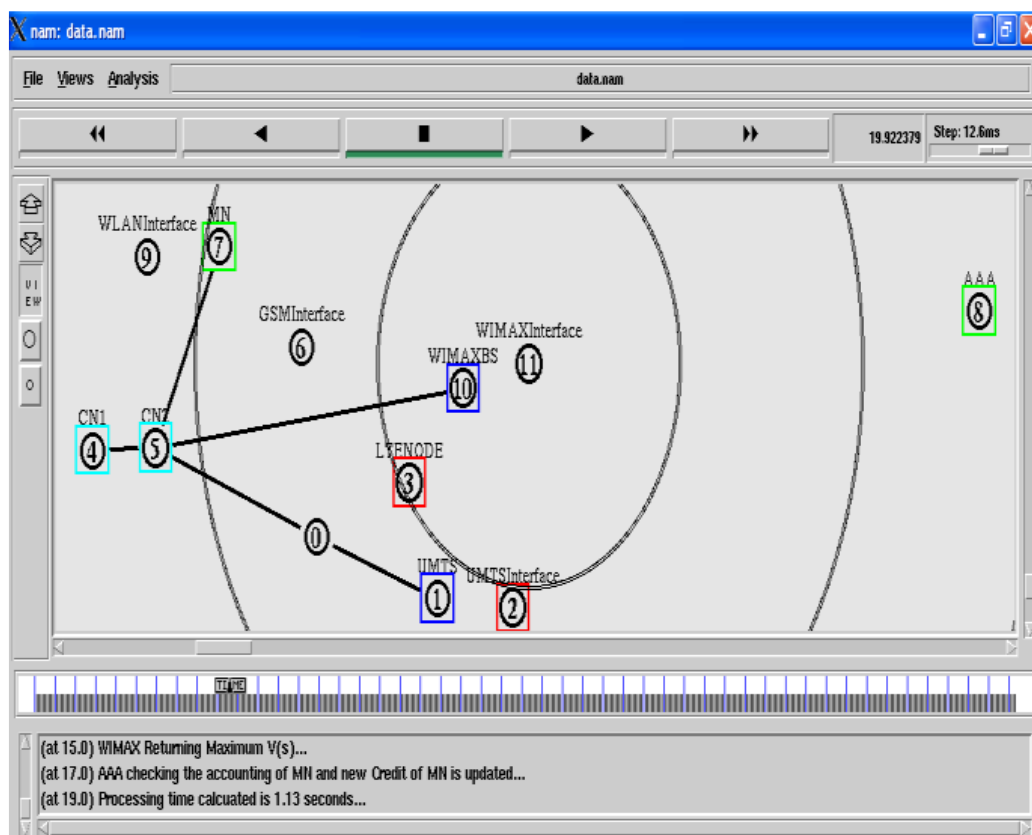 nam: data.nam
File Views Analysis data.nam
19.922379 Step: 12.6ms
VI
EW
MN
WLANInterface
9
7
AAA
8
GSMInterface
6
WIMAXInterface
11
WIMAXBS
10
CN1
4
CN2
5
LTENODE
3
0
UMTS
1
UMTSInterface
2
TIME
(at 15.0) WIMAX Returning Maximum V(s)...
(at 17.0) AAA checking the accounting of MN and new Credit of MN is updated...
(at 19.0) Processing time calcuated is 1.13 seconds...